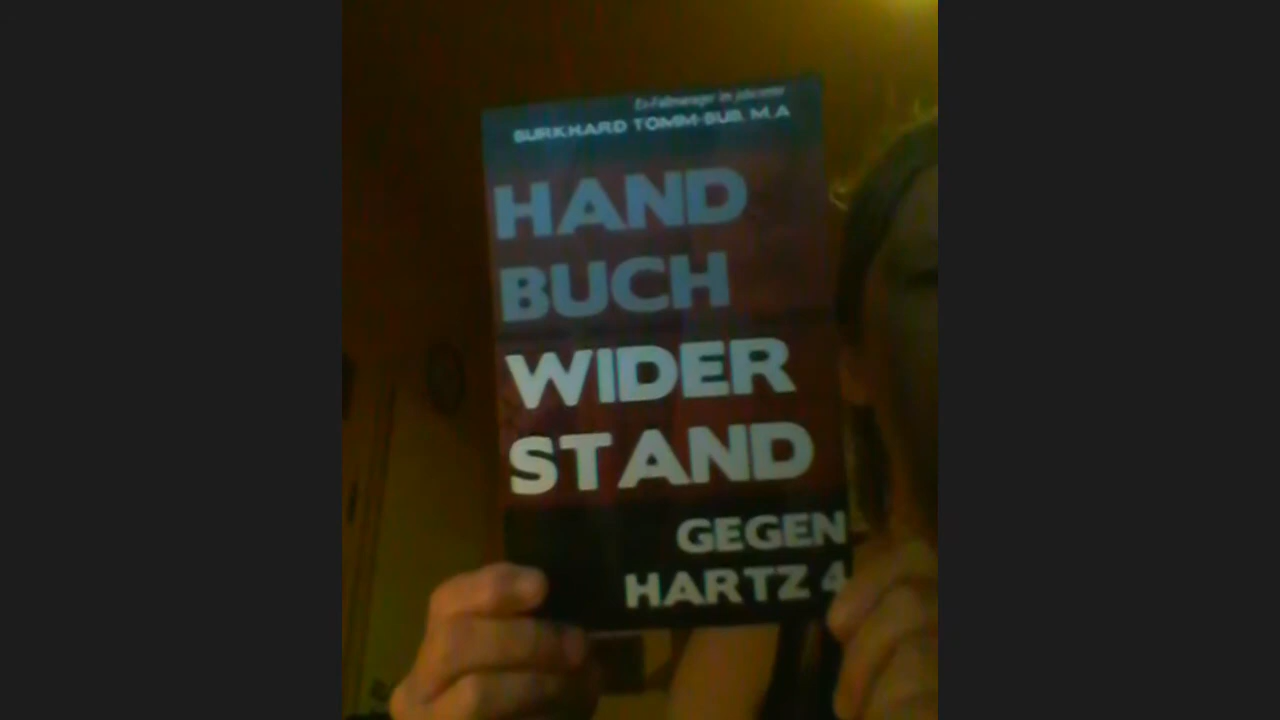 Ex-Fallmanager im Jobcenter
BURKHARD TOMM-BUB, M.A
HAND
BUCH
WIDER
STAND
GEGEN
HARTZ 4